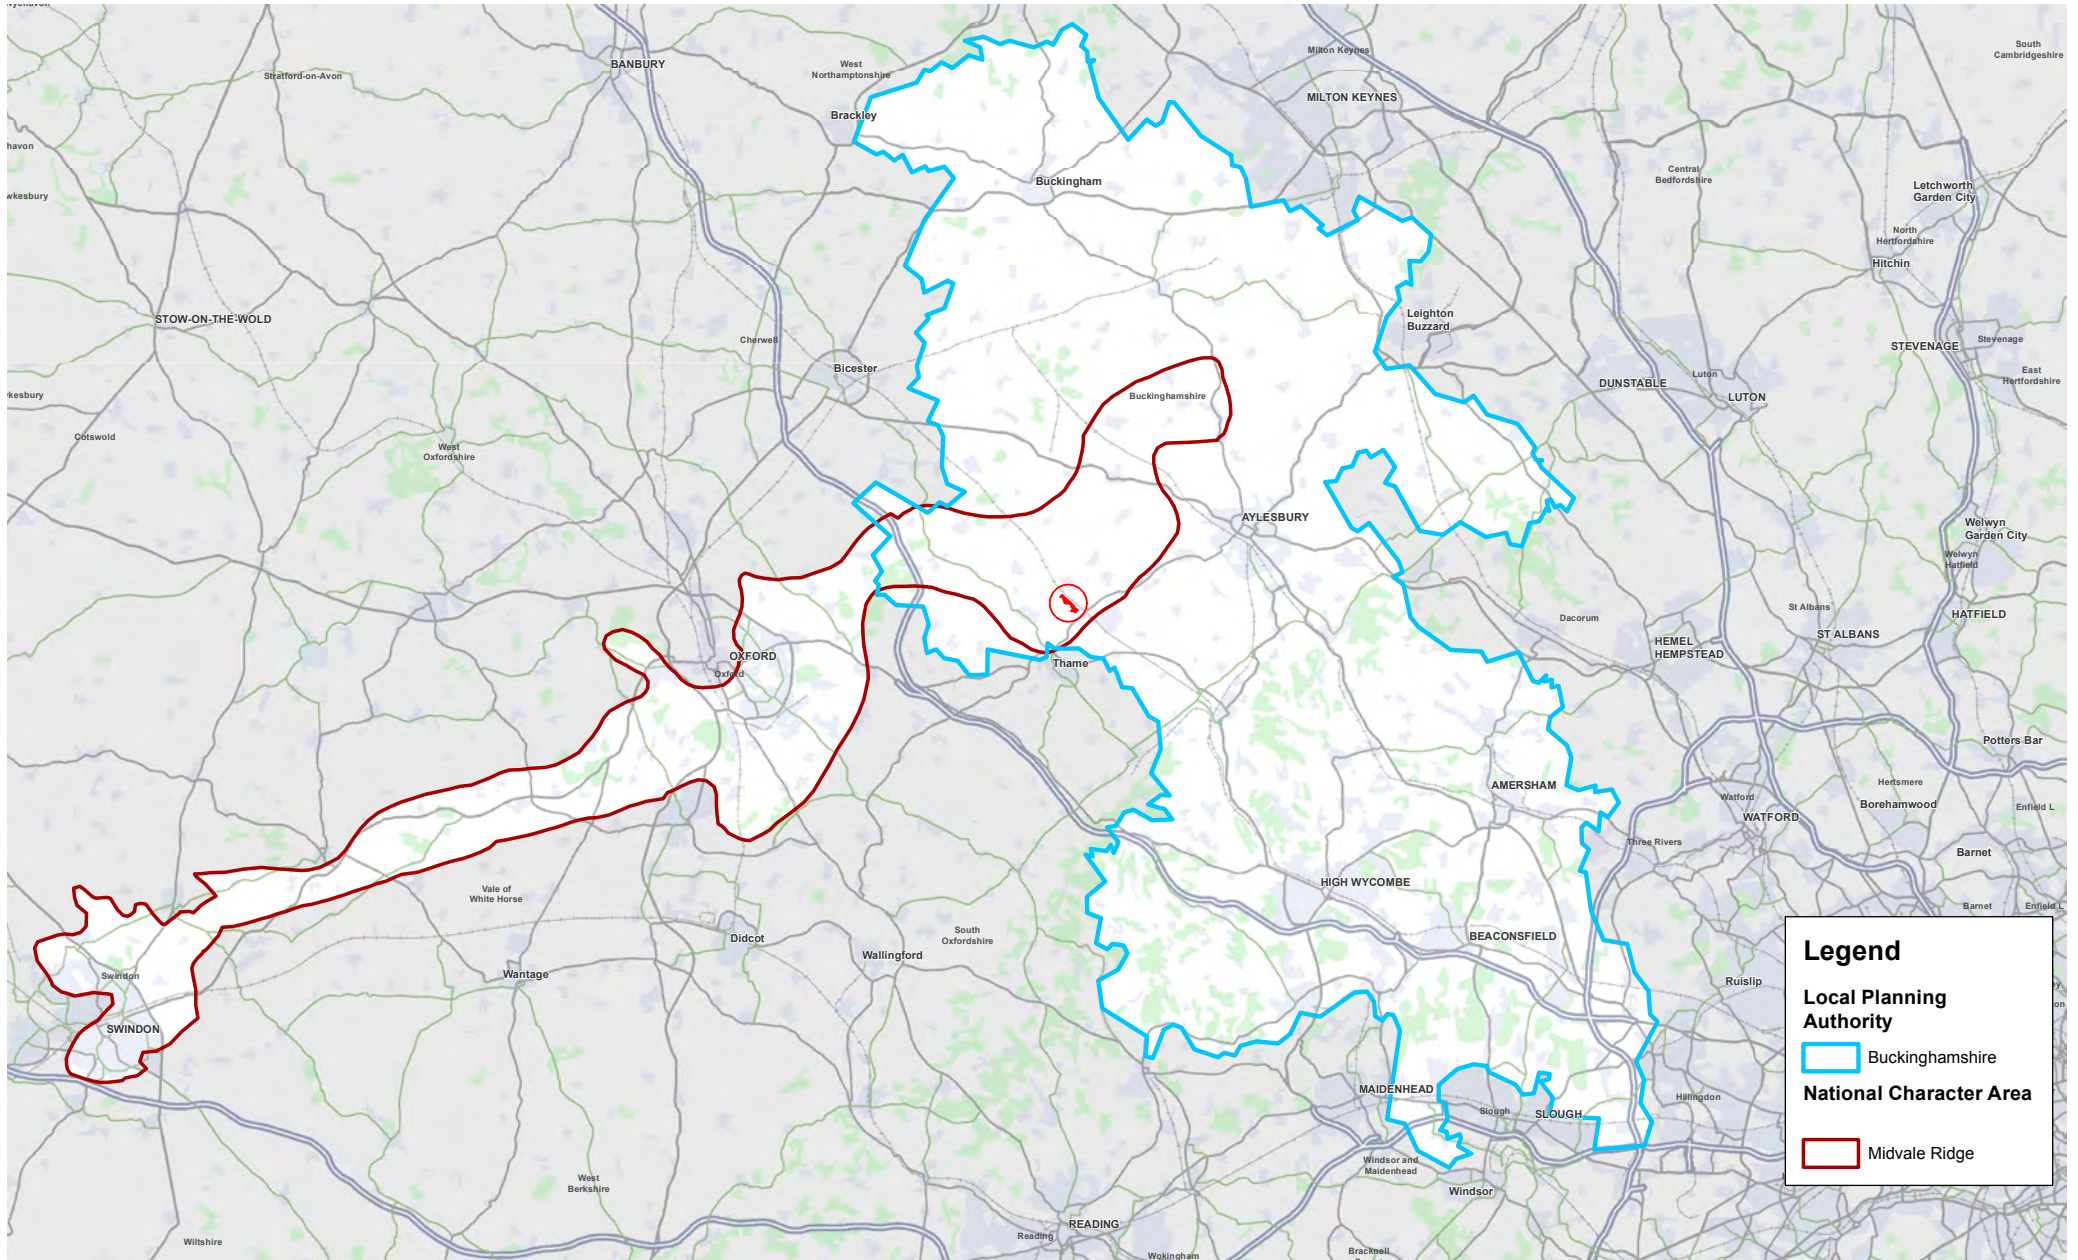 Stratford-on-Avon
BANBURY
West
Northamptonshire
Milton Keynes
South
Cambridgeshire
MILTON KEYNES
Brackley
havon
Central
Bedfordshire
Buckingham
Letchworth
Garden City
wkesbury
North
Hertfordshire
Hitchin
STOW-ON-THE-WOLD
Leighton
Buzzard
Cherwell
STEVENAGE
Stevenage
Bicester
Luton
East
Hertfordshire
DUNSTABLE
LUTON
Buckinghamshire
kesbury
Cotswold
West
Oxfordshire
AYLESBURY
Welwyn
Garden City
Welwyn
Hatfield
St Albans
HATFIELD
Dacorum
ST ALBANS
HEMEL
HEMPSTEAD
OXFORD
Oxford
Thame
Potters Bar
AMERSHAM
Hertsmere
Watford
Borehamwood
Enfield L
WATFORD
Three Rivers
Barnet
HIGH WYCOMBE
Vale of
White Horse
Barnet
Enfield L
South
Oxfordshire
BEACONSFIELD
Didcot
Wallingford
Wantage
Swindon
Ruislip
SWINDON
MAIDENHEAD
Slough
SLOUGH
Hillingdon
Windsor and
Maidenhead
West
Berkshire
Windsor
READING
Reading
Wiltshire
Wokingham
Bracknell
Legend
Local Planning
Authority
Buckinghamshire
National Character Area
Midvale Ridge